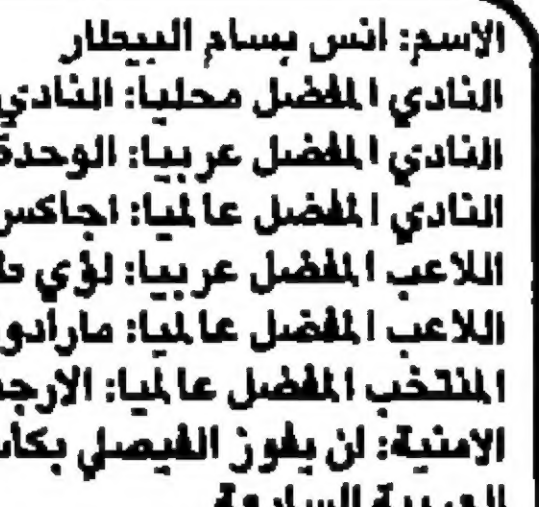 الاسم: انس بسام البيطار
النادي المفضل محليا: النادي
النادي المفضل عربيا: الوحدة
النادي المفضل عالميا: اجاكس
اللاعب المفضل عربيا: لؤي
اللاعب المفضل عالميا: مارادو
المنتخب المفضل عالميا: الارجـ
الامنية: لن يفوز الفيصلي بكأس